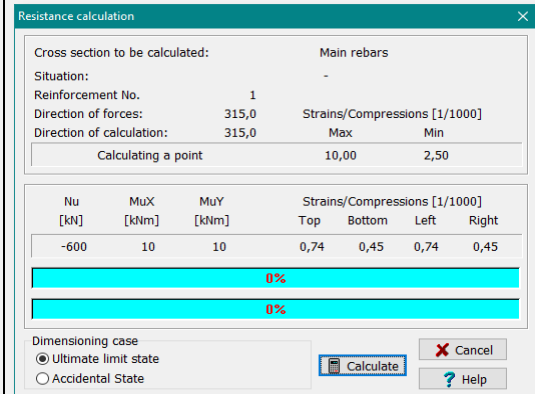 Resistance calculation
Cross section to be calculated: Main rebars
Situation: -
Reinforcement No. 1
Direction of forces: 315,0 Strains/Compressions [1/1000]
Direction of calculation: 315,0 Max Min
Calculating a point 10,00 2,50
Nu MuX MuY Strains/Compressions [1/1000]
[kN] [kNm] [kNm] Top Bottom Left Right
-600 10 10 0,74 0,45 0,74 0,45
0%
0%
Dimensioning case
Ultimate limit state
Accidental State
Calculate
Cancel
Help